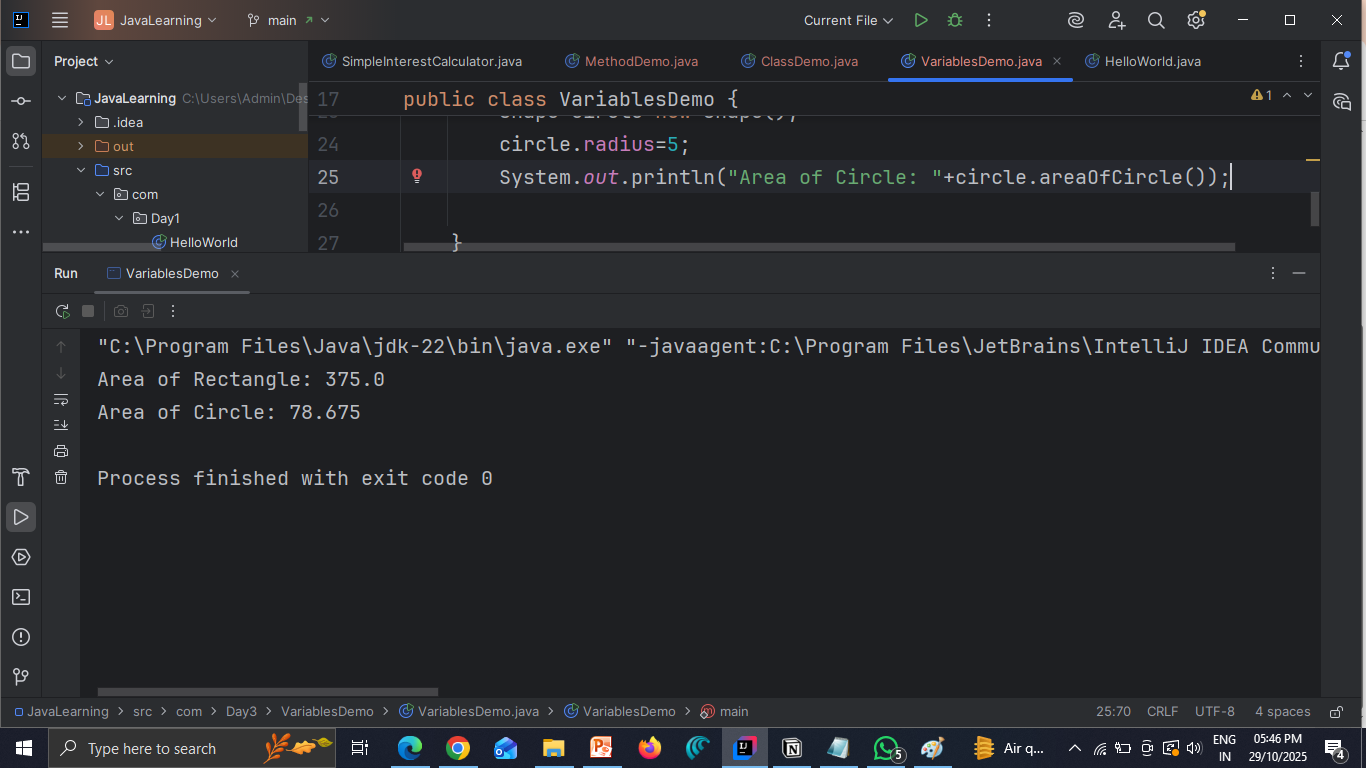 JL JavaLearning main Current File
Project SimpleInterestCalculator.java MethodDemo.java ClassDemo.java VariablesDemo.java HelloWorld.java
JavaLearning C:\Users\Admin\Des
.idea
out
src
com
Day1
HelloWorld
17 public class VariablesDemo { 1
24 circle.radius=5;
25 System.out.println("Area of Circle: "+circle.areaOfCircle());
26
27 }
Run VariablesDemo
"C:\Program Files\Java\jdk-22\bin\java.exe" "-javaagent:C:\Program Files\JetBrains\IntelliJ IDEA Commu
Area of Rectangle: 375.0
Area of Circle: 78.675
Process finished with exit code 0
JavaLearning > src > com > Day3 > VariablesDemo > VariablesDemo.java > VariablesDemo > main 25:70 CRLF UTF-8 4 spaces
Type here to search 5 Air q... ENG IN 05:46 PM 29/10/2025 4